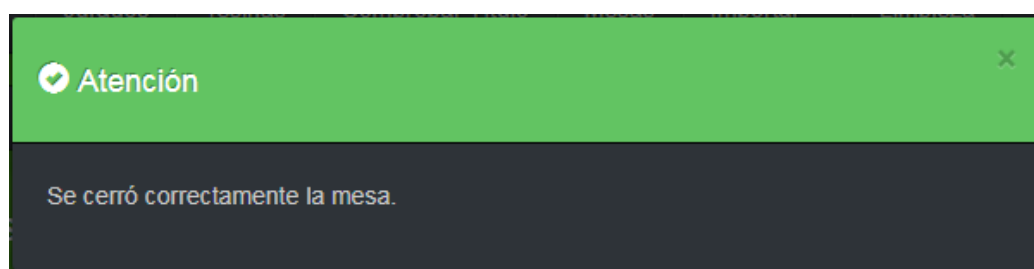 Atención
×
Se cerró correctamente la mesa.